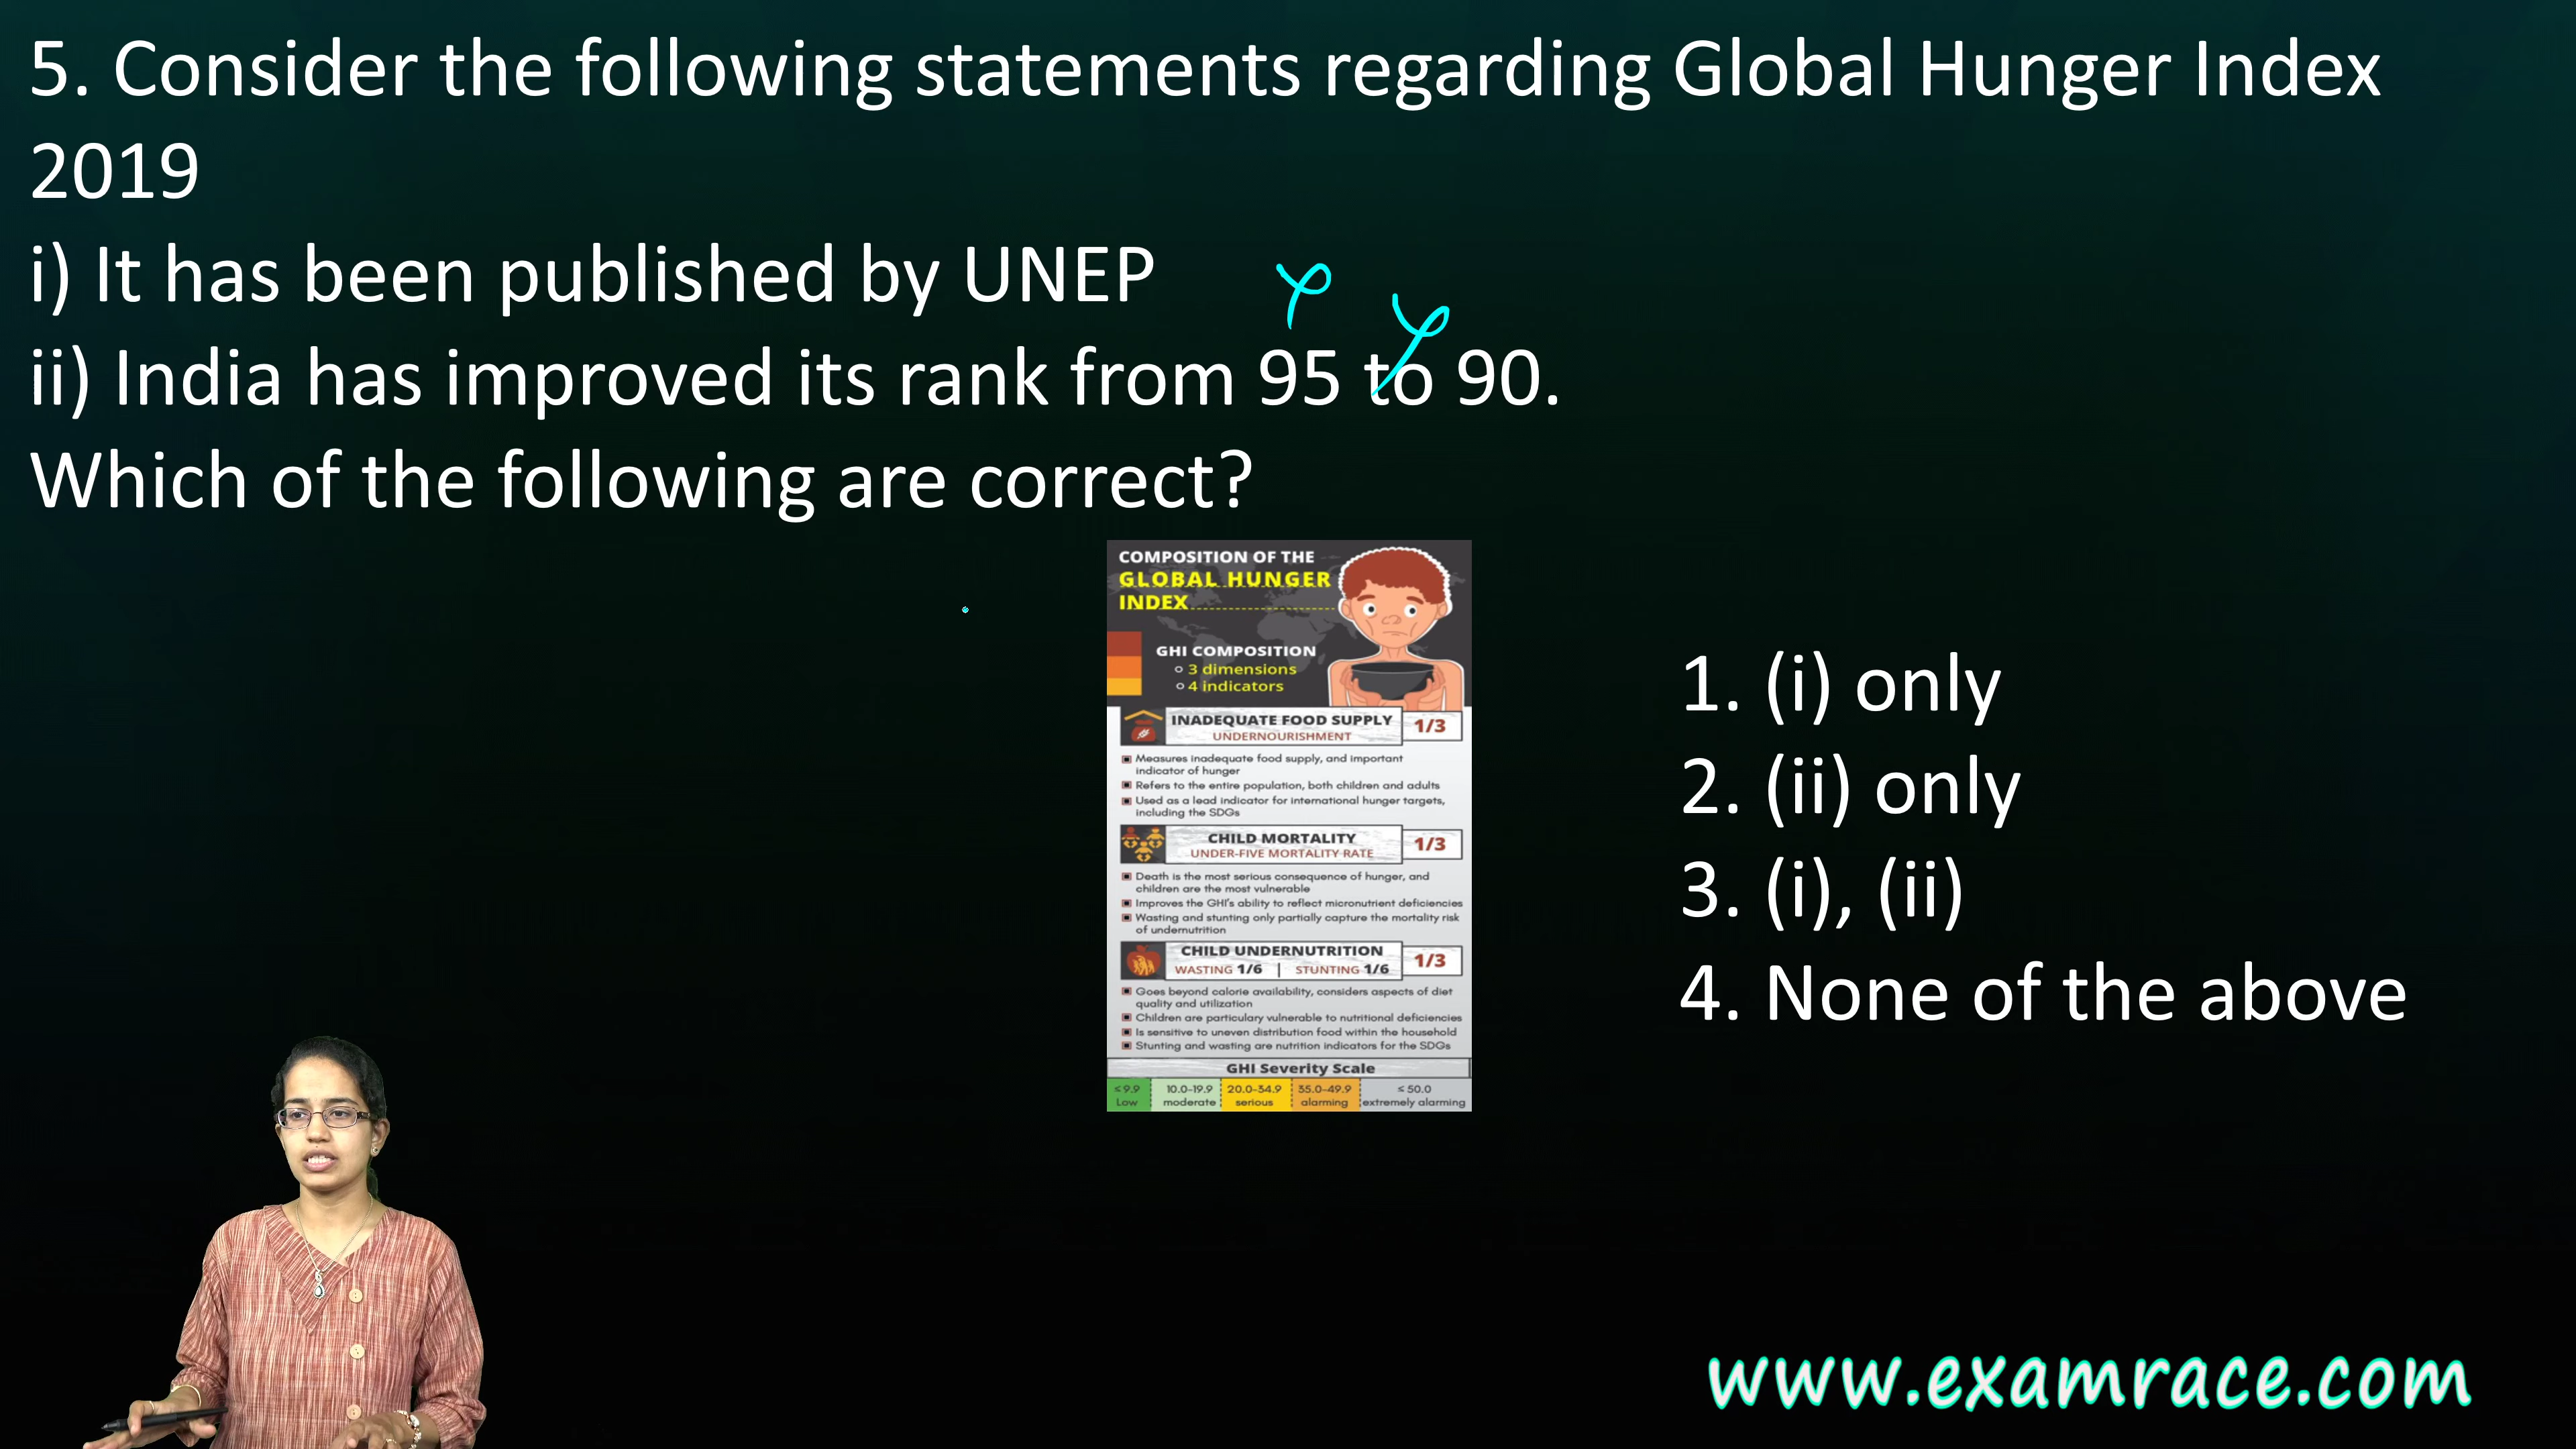 5. Consider the following statements regarding Global Hunger Index
2019
i) It has been published by UNEP
ii) India has improved its rank from 95 to 90.
Which of the following are correct?
COMPOSITION OF THE
GLOBAL HUNGER
INDEX
GHI COMPOSITION
3 dimensions
4 indicators
INADEQUATE FOOD SUPPLY 1/3
UNDERNOURISHMENT
Measures inadequate food supply, and important
indicator of hunger
Refers to the entire population, both children and adults
Used as a lead indicator for international hunger targets,
including the SDGs
CHILD MORTALITY 1/3
UNDER-FIVE MORTALITY RATE
Death is the most serious consequence of hunger, and
children are the most vulnerable
Improves the GHI's ability to reflect micronutrient deficiencies
Wasting and stunting only partially capture the mortality risk
of undernutrition
CHILD UNDERNUTRITION 1/3
WASTING 1/6 | STUNTING 1/6
Goes beyond calorie availability, considers aspects of diet
quality and utilization
Children are particulary vulnerable to nutritional deficiencies
Is sensitive to uneven distribution food within the household
Stunting and wasting are nutrition indicators for the SDGs
GHI Severity Scale
≤9.9 10.0-19.9 20.0-34.9 35.0-49.9 ≤ 50.0
Low moderate serious alarming extremely alarming
1. (i) only
2. (ii) only
3. (i), (ii)
4. None of the above
www.examrace.com